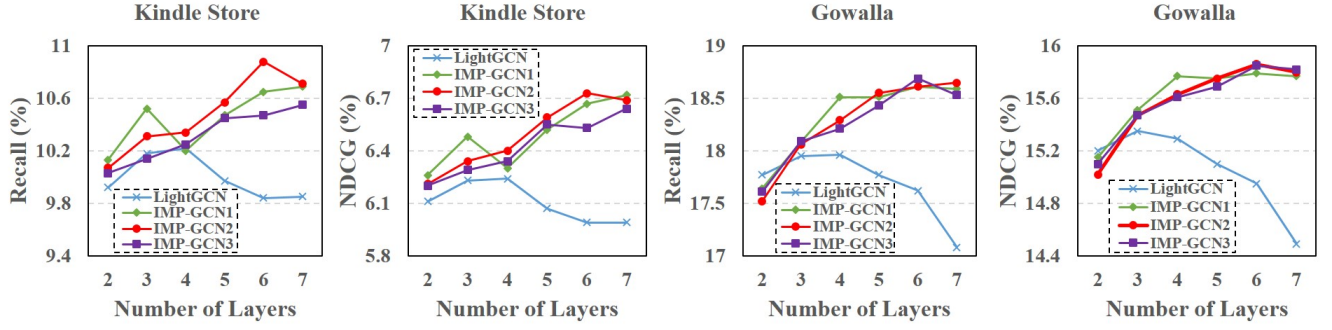 Kindle Store
Recall (%)
11
10.6
10.2
9.8
9.4
LightGCN
IMP-GCN1
IMP-GCN2
IMP-GCN3
2 3 4 5 6 7
Number of Layers
Kindle Store
NDCG (%)
7
6.7
6.4
6.1
5.8
LightGCN
IMP-GCN1
IMP-GCN2
IMP-GCN3
2 3 4 5 6 7
Number of Layers
Gowalla
Recall (%)
19
18.5
18
17.5
17
LightGCN
IMP-GCN1
IMP-GCN2
IMP-GCN3
2 3 4 5 6 7
Number of Layers
Gowalla
NDCG (%)
16
15.6
15.2
14.8
14.4
LightGCN
IMP-GCN1
IMP-GCN2
IMP-GCN3
2 3 4 5 6 7
Number of Layers